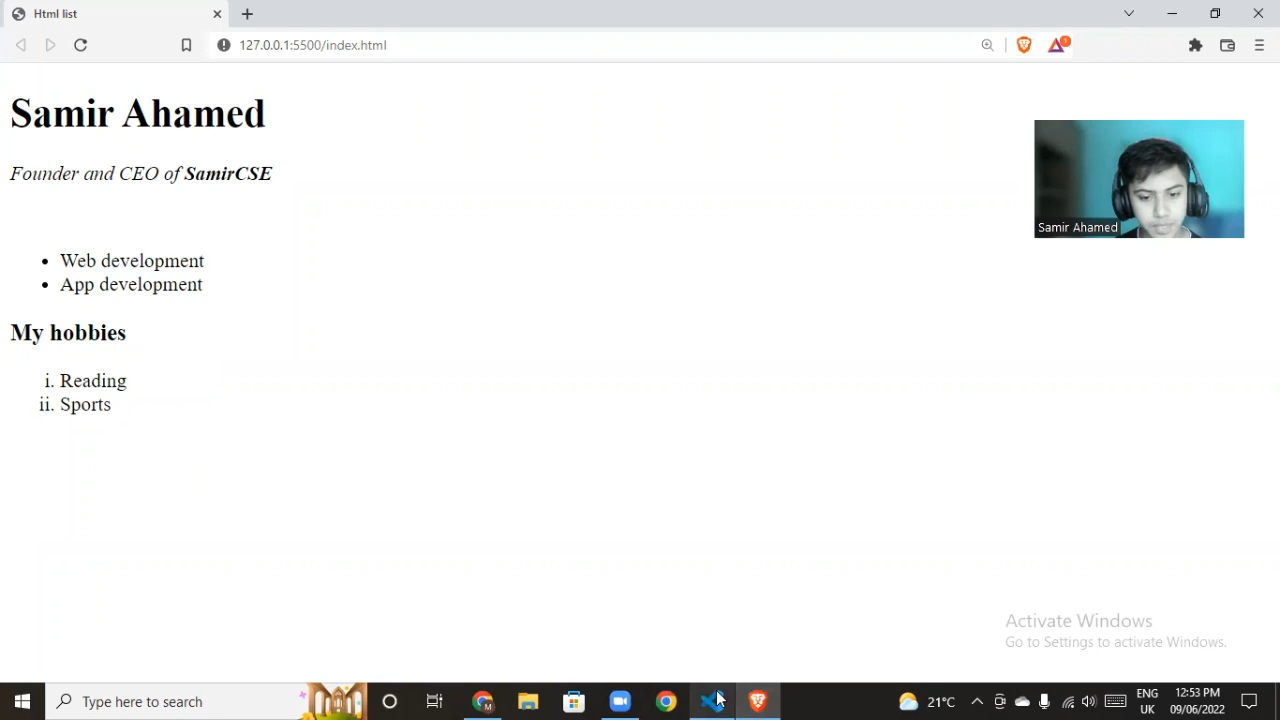 Html list
127.0.0.1:5500/index.html
1
Samir Ahamed
Founder and CEO of SamirCSE
Samir Ahamed
• Web development
• App development
My hobbies
i. Reading
ii. Sports
Activate Windows
Go to Settings to activate Windows.
Type here to search
M
21°C
ENG
UK
12:53 PM
09/06/2022